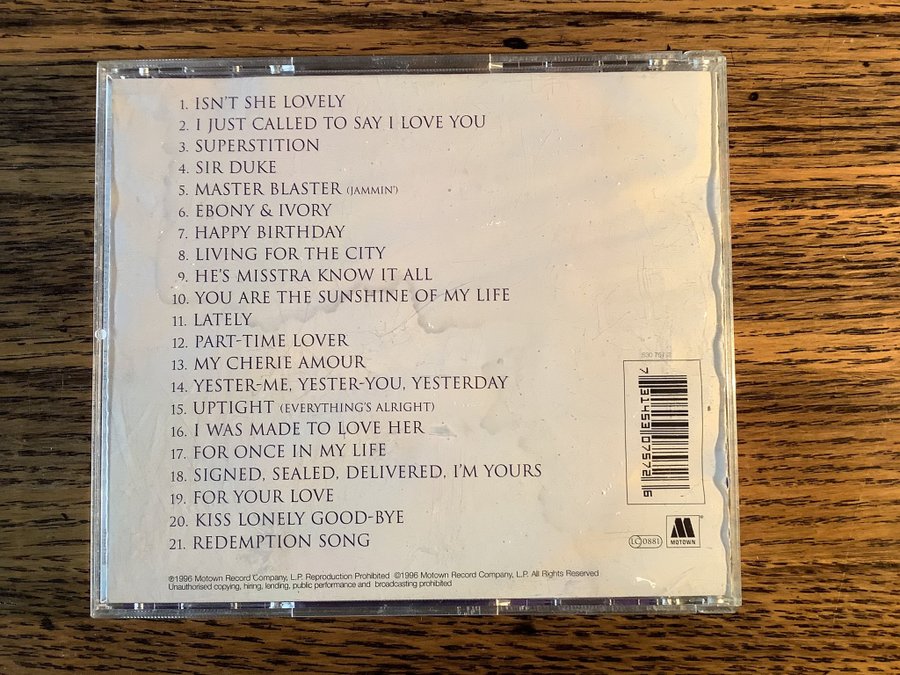 1. ISN'T SHE LOVELY
2. I JUST CALLED TO SAY I LOVE YOU
3. SUPERSTITION
4. SIR DUKE
5. MASTER BLASTER (JAMMIN')
6. EBONY & IVORY
7. HAPPY BIRTHDAY
8. LIVING FOR THE CITY
9. HE'S MISSTRA KNOW IT ALL
10. YOU ARE THE SUNSHINE OF MY LIFE
11. LATELY
12. PART-TIME LOVER
13. MY CHERIE AMOUR
14. YESTER-ME, YESTER-YOU, YESTERDAY
15. UPTIGHT (EVERYTHING'S ALRIGHT)
16. I WAS MADE TO LOVE HER
17. FOR ONCE IN MY LIFE
18. SIGNED, SEALED, DELIVERED, I'M YOURS
19. FOR YOUR LOVE
20. KISS LONELY GOOD-BYE
21. REDEMPTION SONG
7 31453 07572 6
LC 0881
MOTOWN
℗1996 Motown Record Company, L.P. Reproduction Prohibited ©1996 Motown Record Company, L.P. All Rights Reserved
Unauthorised copying, hiring, lending, public performance and broadcasting prohibited